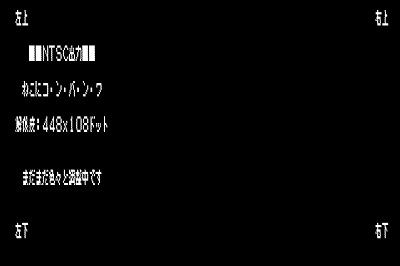 左上 右上
■■NTSC出力■■
ねこにコ・ン・バ・ン・ワ
解像度：448x108ドット
まだまだ色々と調整中です
左下 右下